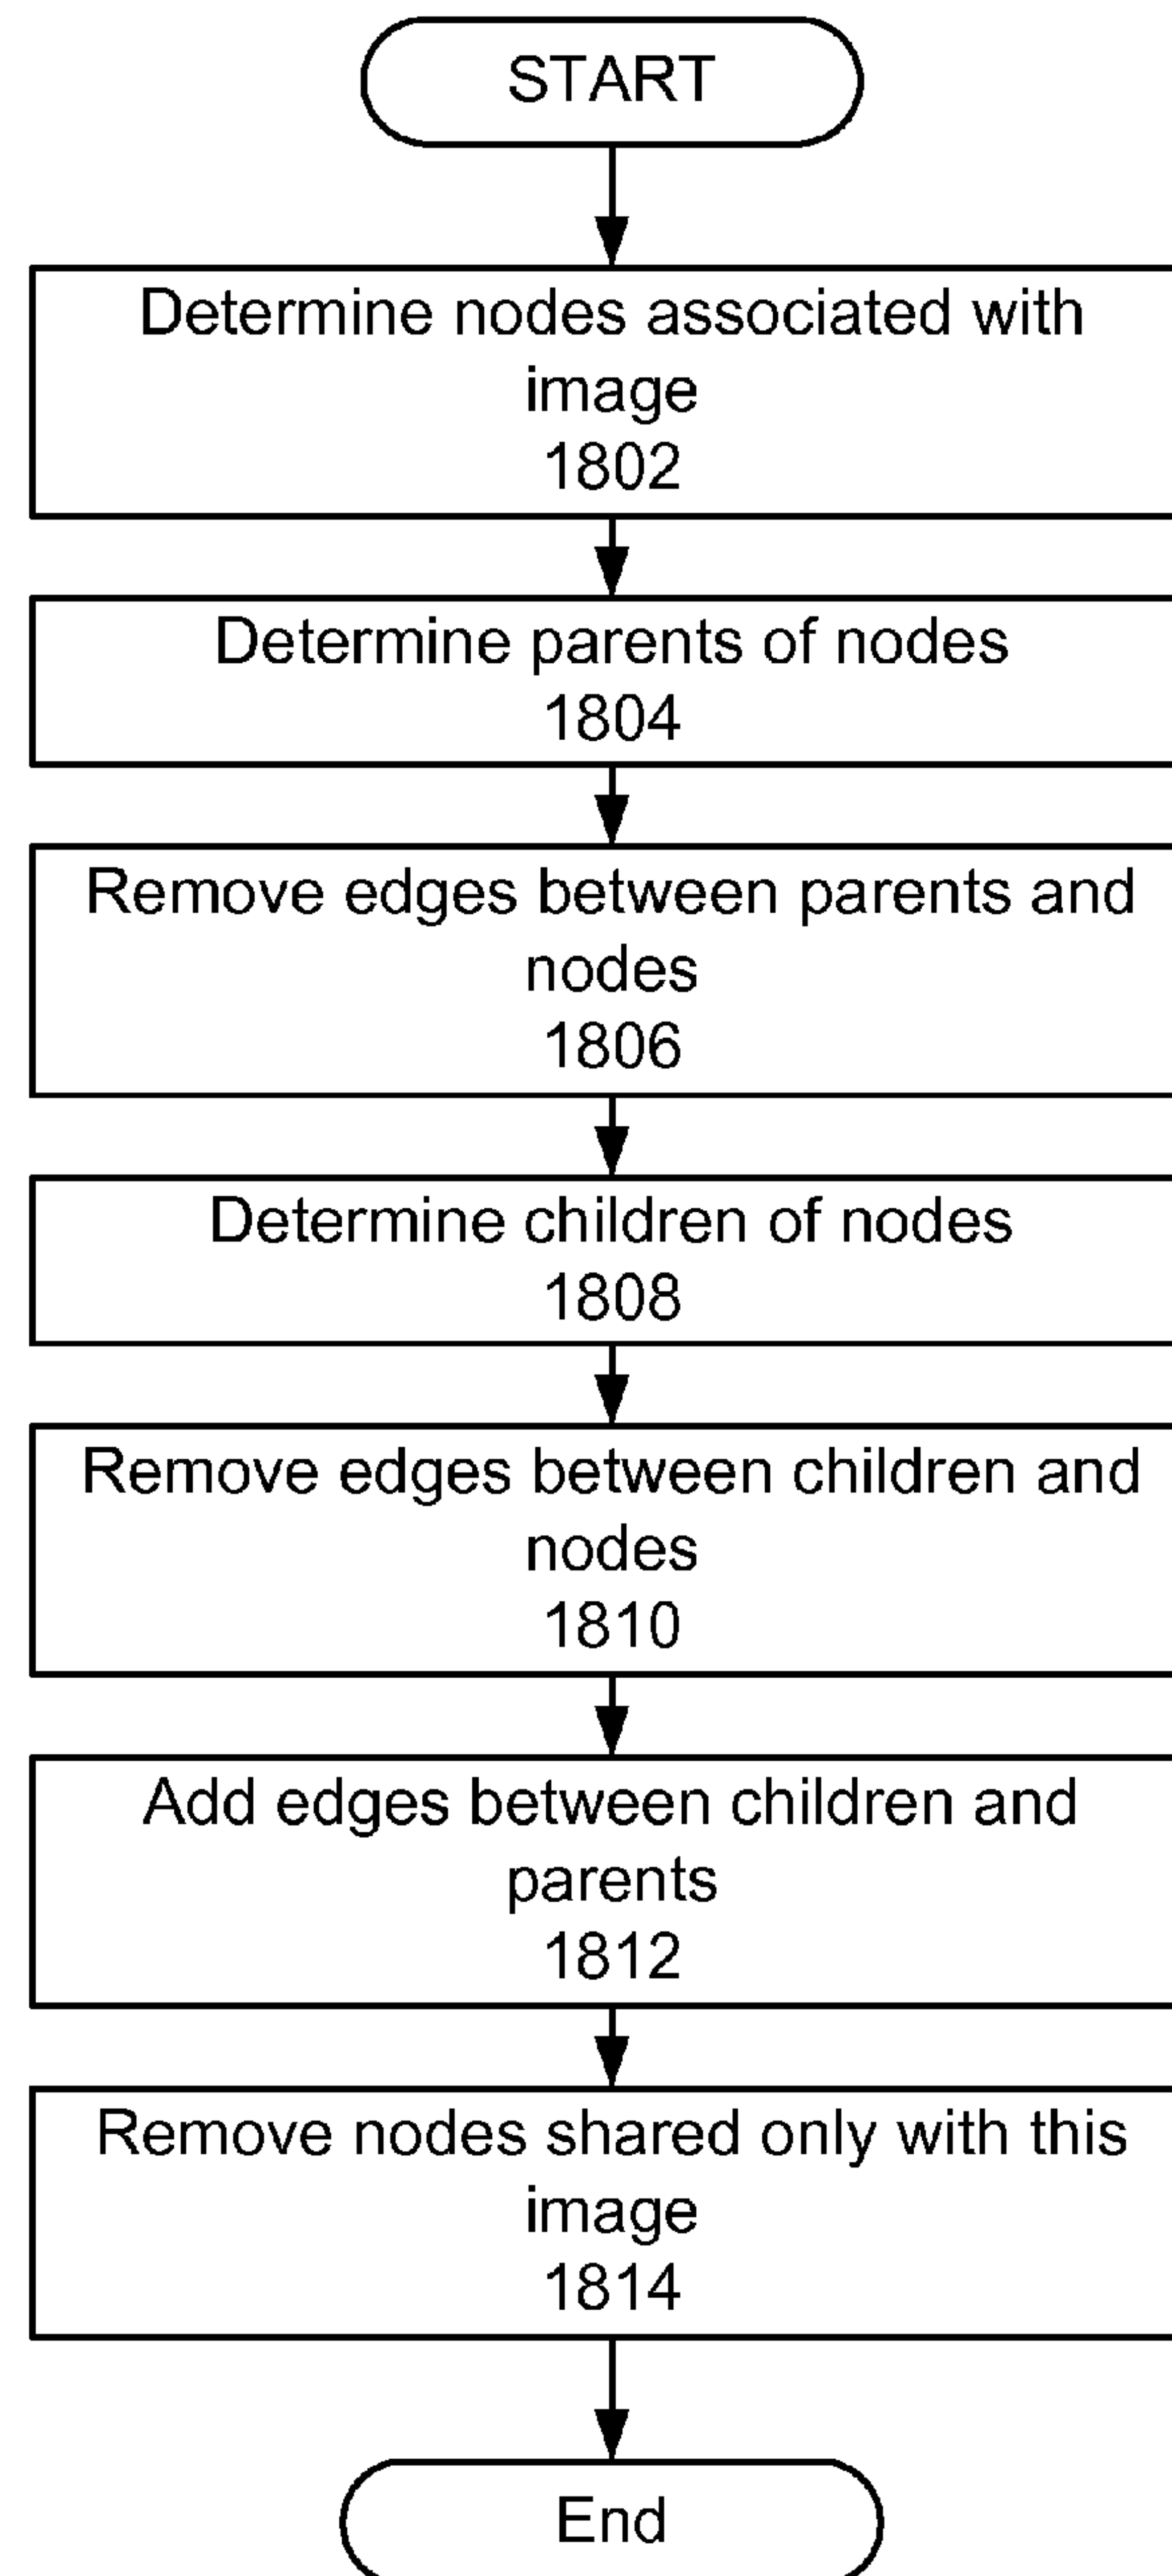 START
Determine nodes associated with
image
1802
Determine parents of nodes
1804
Remove edges between parents and
nodes
1806
Determine children of nodes
1808
Remove edges between children and
nodes
1810
Add edges between children and
parents
1812
Remove nodes shared only with this
image
1814
End